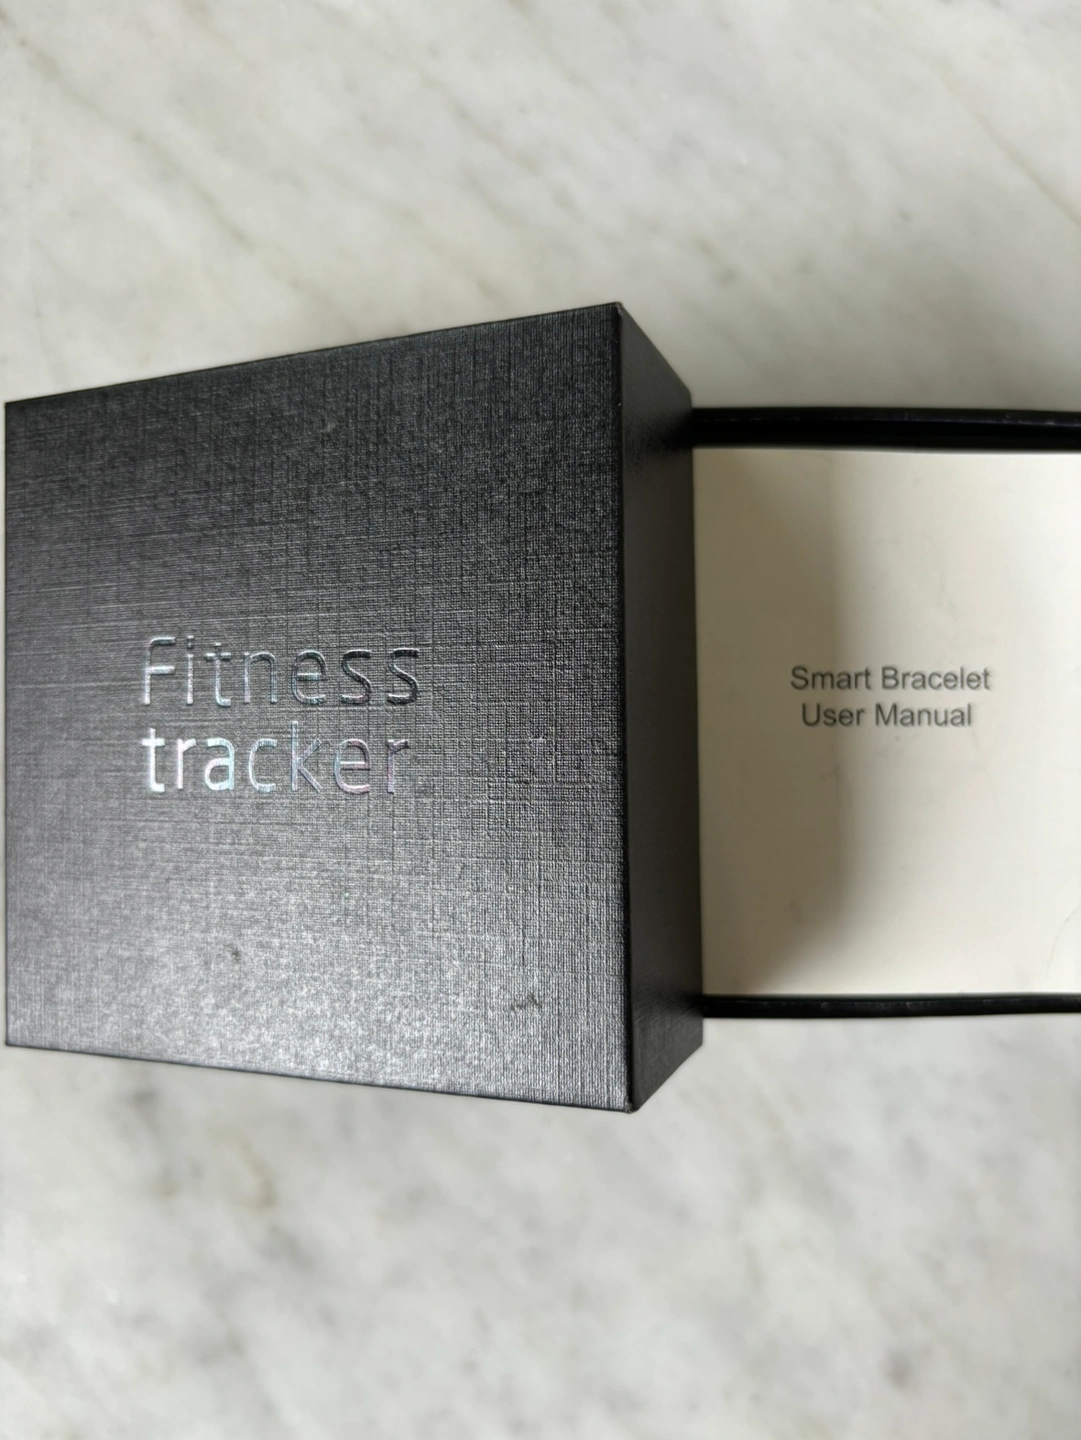 Fitness
tracker
Smart Bracelet
User Manual